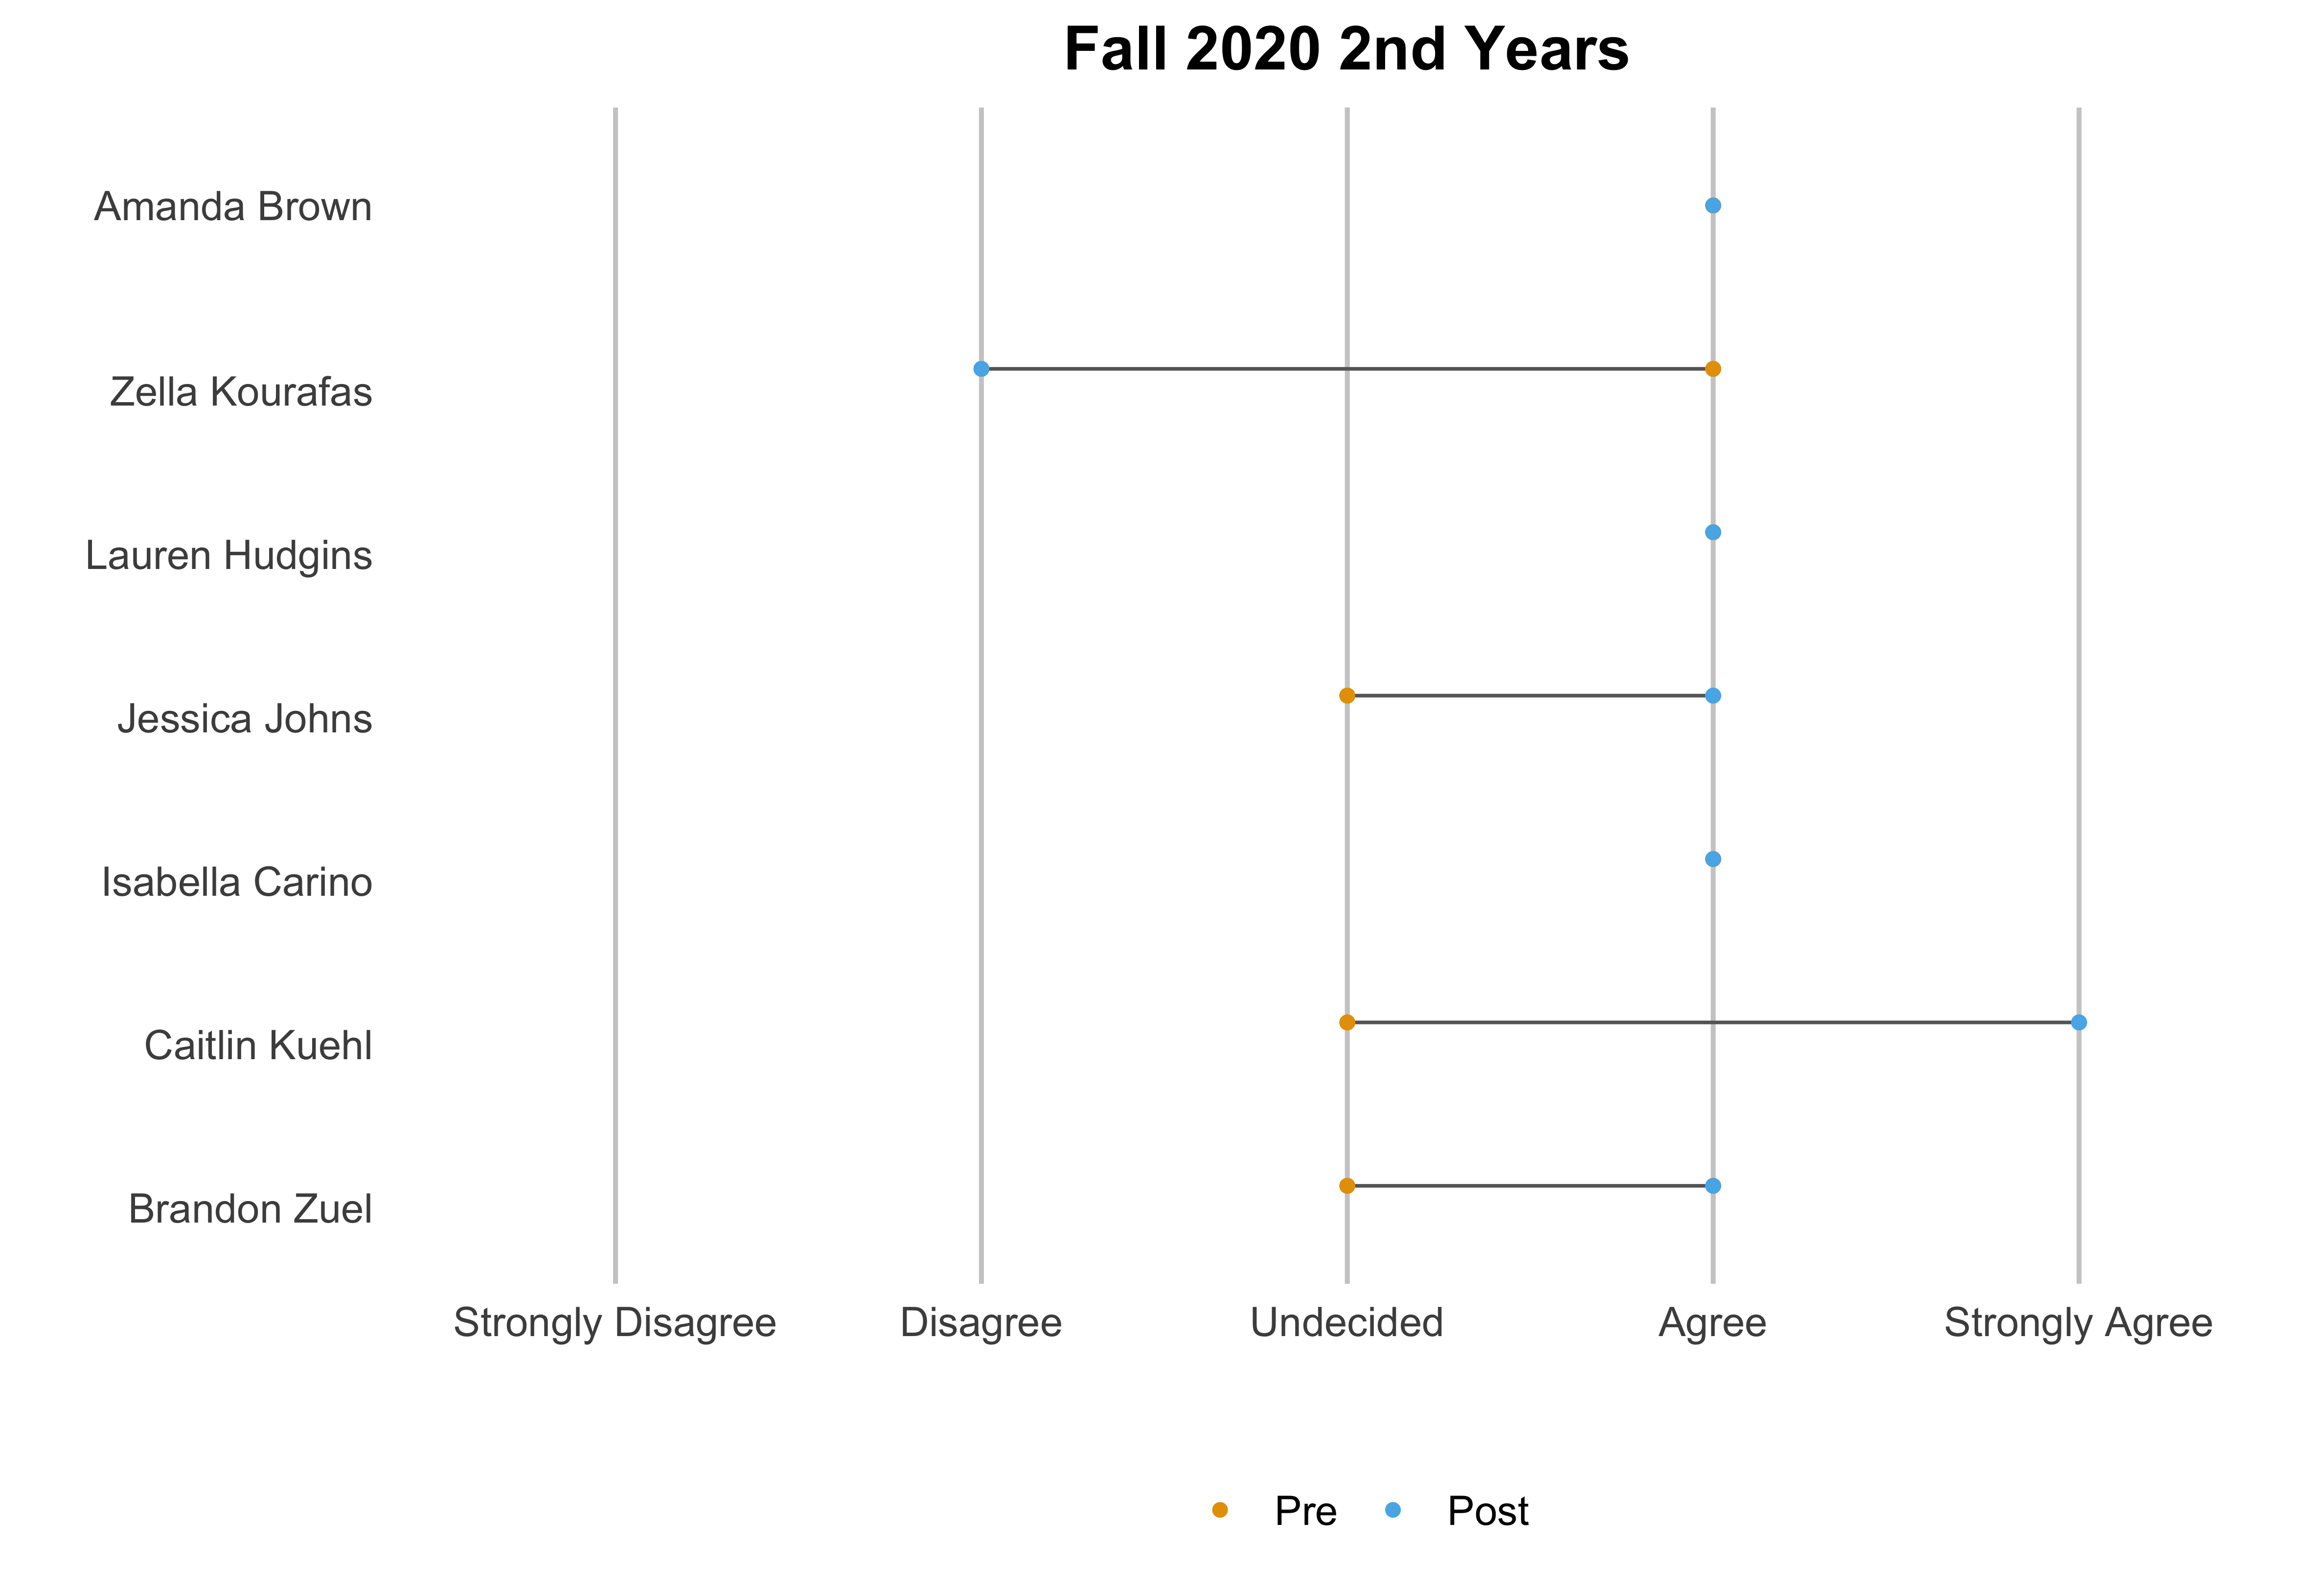 Fall 2020 2nd Years
Amanda Brown
Zella Kourafas
Lauren Hudgins
Jessica Johns
Isabella Carino
Caitlin Kuehl
Brandon Zuel
Strongly Disagree Disagree Undecided Agree Strongly Agree
Pre Post